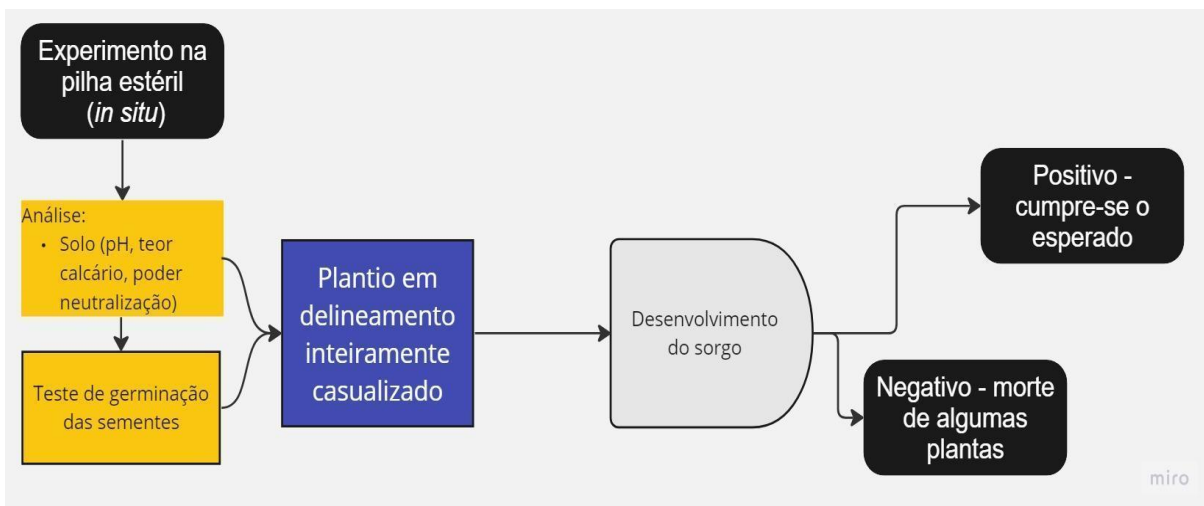 Experimento na
pilha estéril
(in situ)
Análise:
• Solo (pH, teor
calcário, poder
neutralização)
Teste de germinação
das sementes
Plantio em
delineamento
inteiramente
casualizado
Desenvolvimento
do sorgo
Positivo -
cumpre-se o
esperado
Negativo - morte
de algumas
plantas
miro